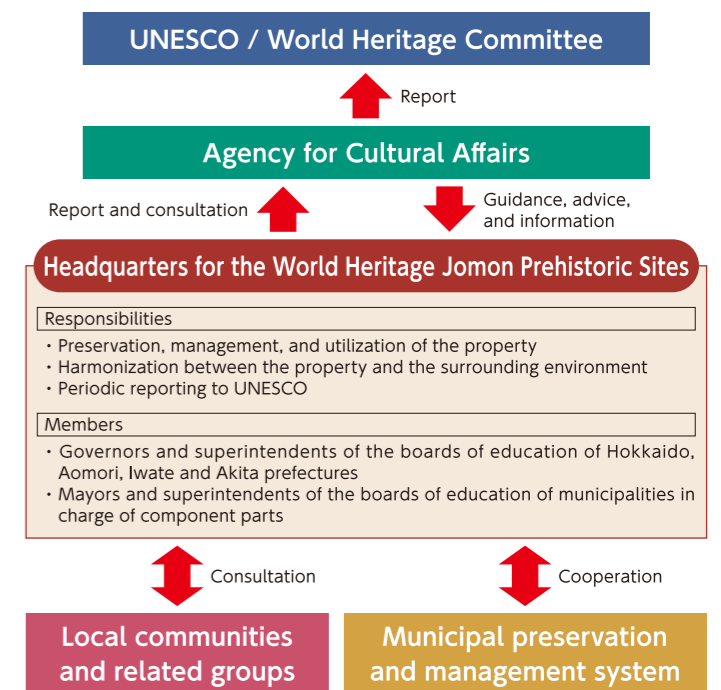 UNESCO / World Heritage Committee
Report
Agency for Cultural Affairs
Report and consultation
Guidance, advice,
and information
Headquarters for the World Heritage Jomon Prehistoric Sites
Responsibilities
・Preservation, management, and utilization of the property
・Harmonization between the property and the surrounding environment
・Periodic reporting to UNESCO
Members
・Governors and superintendents of the boards of education of Hokkaido,
Aomori, Iwate and Akita prefectures
・Mayors and superintendents of the boards of education of municipalities in
charge of component parts
Consultation
Cooperation
Local communities
and related groups
Municipal preservation
and management system